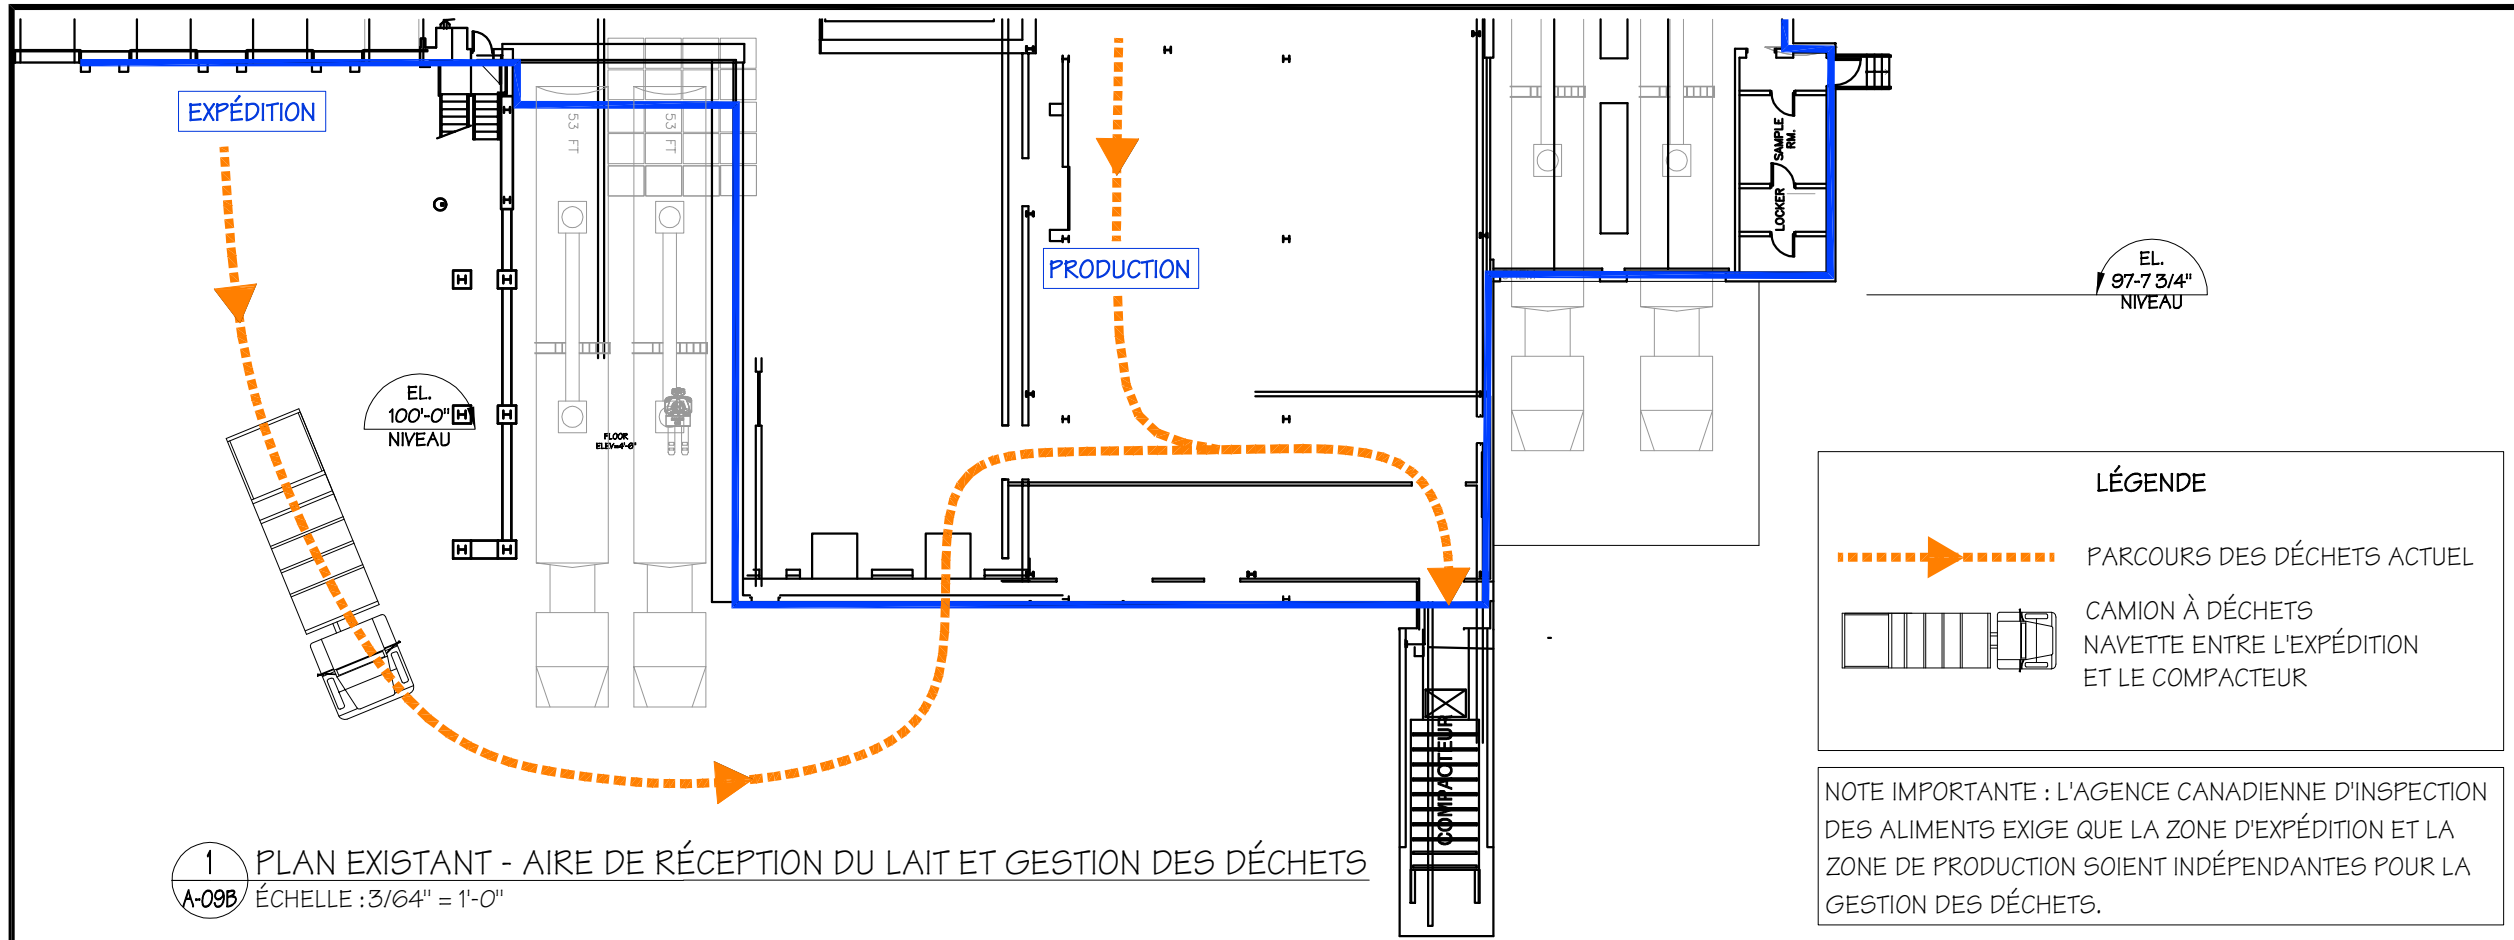 EXPÉDITION
53 FT
53 FT
PRODUCTION
SAMPLE
RM.
LOCKER
EL.
97-7 3/4"
NIVEAU
EL.
100'-0"
NIVEAU
FLOOR
LÉGENDE
PARCOURS DES DÉCHETS ACTUEL
CAMION À DÉCHETS
NAVETTE ENTRE L'EXPÉDITION
ET LE COMPACTEUR
COMPACTEUR
NOTE IMPORTANTE : L'AGENCE CANADIENNE D'INSPECTION
DES ALIMENTS EXIGE QUE LA ZONE D'EXPÉDITION ET LA
ZONE DE PRODUCTION SOIENT INDÉPENDANTES POUR LA
GESTION DES DÉCHETS.
1
A-09B
PLAN EXISTANT - AIRE DE RÉCEPTION DU LAIT ET GESTION DES DÉCHETS
ÉCHELLE : 3/64" = 1'-0"